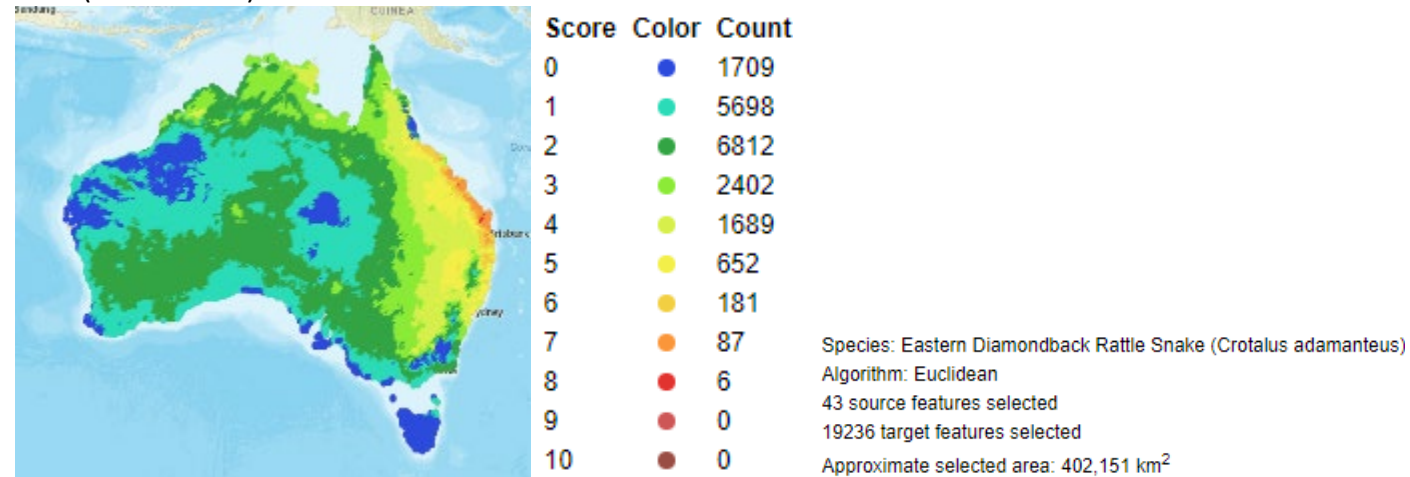 CUINEA
Score Color Count
0 1709
1 5698
2 6812
3 2402
4 1689
5 652
6 181
7 87
8 6
9 0
10 0
Species: Eastern Diamondback Rattle Snake (Crotalus adamanteus)
Algorithm: Euclidean
43 source features selected
19236 target features selected
Approximate selected area: 402,151 km²